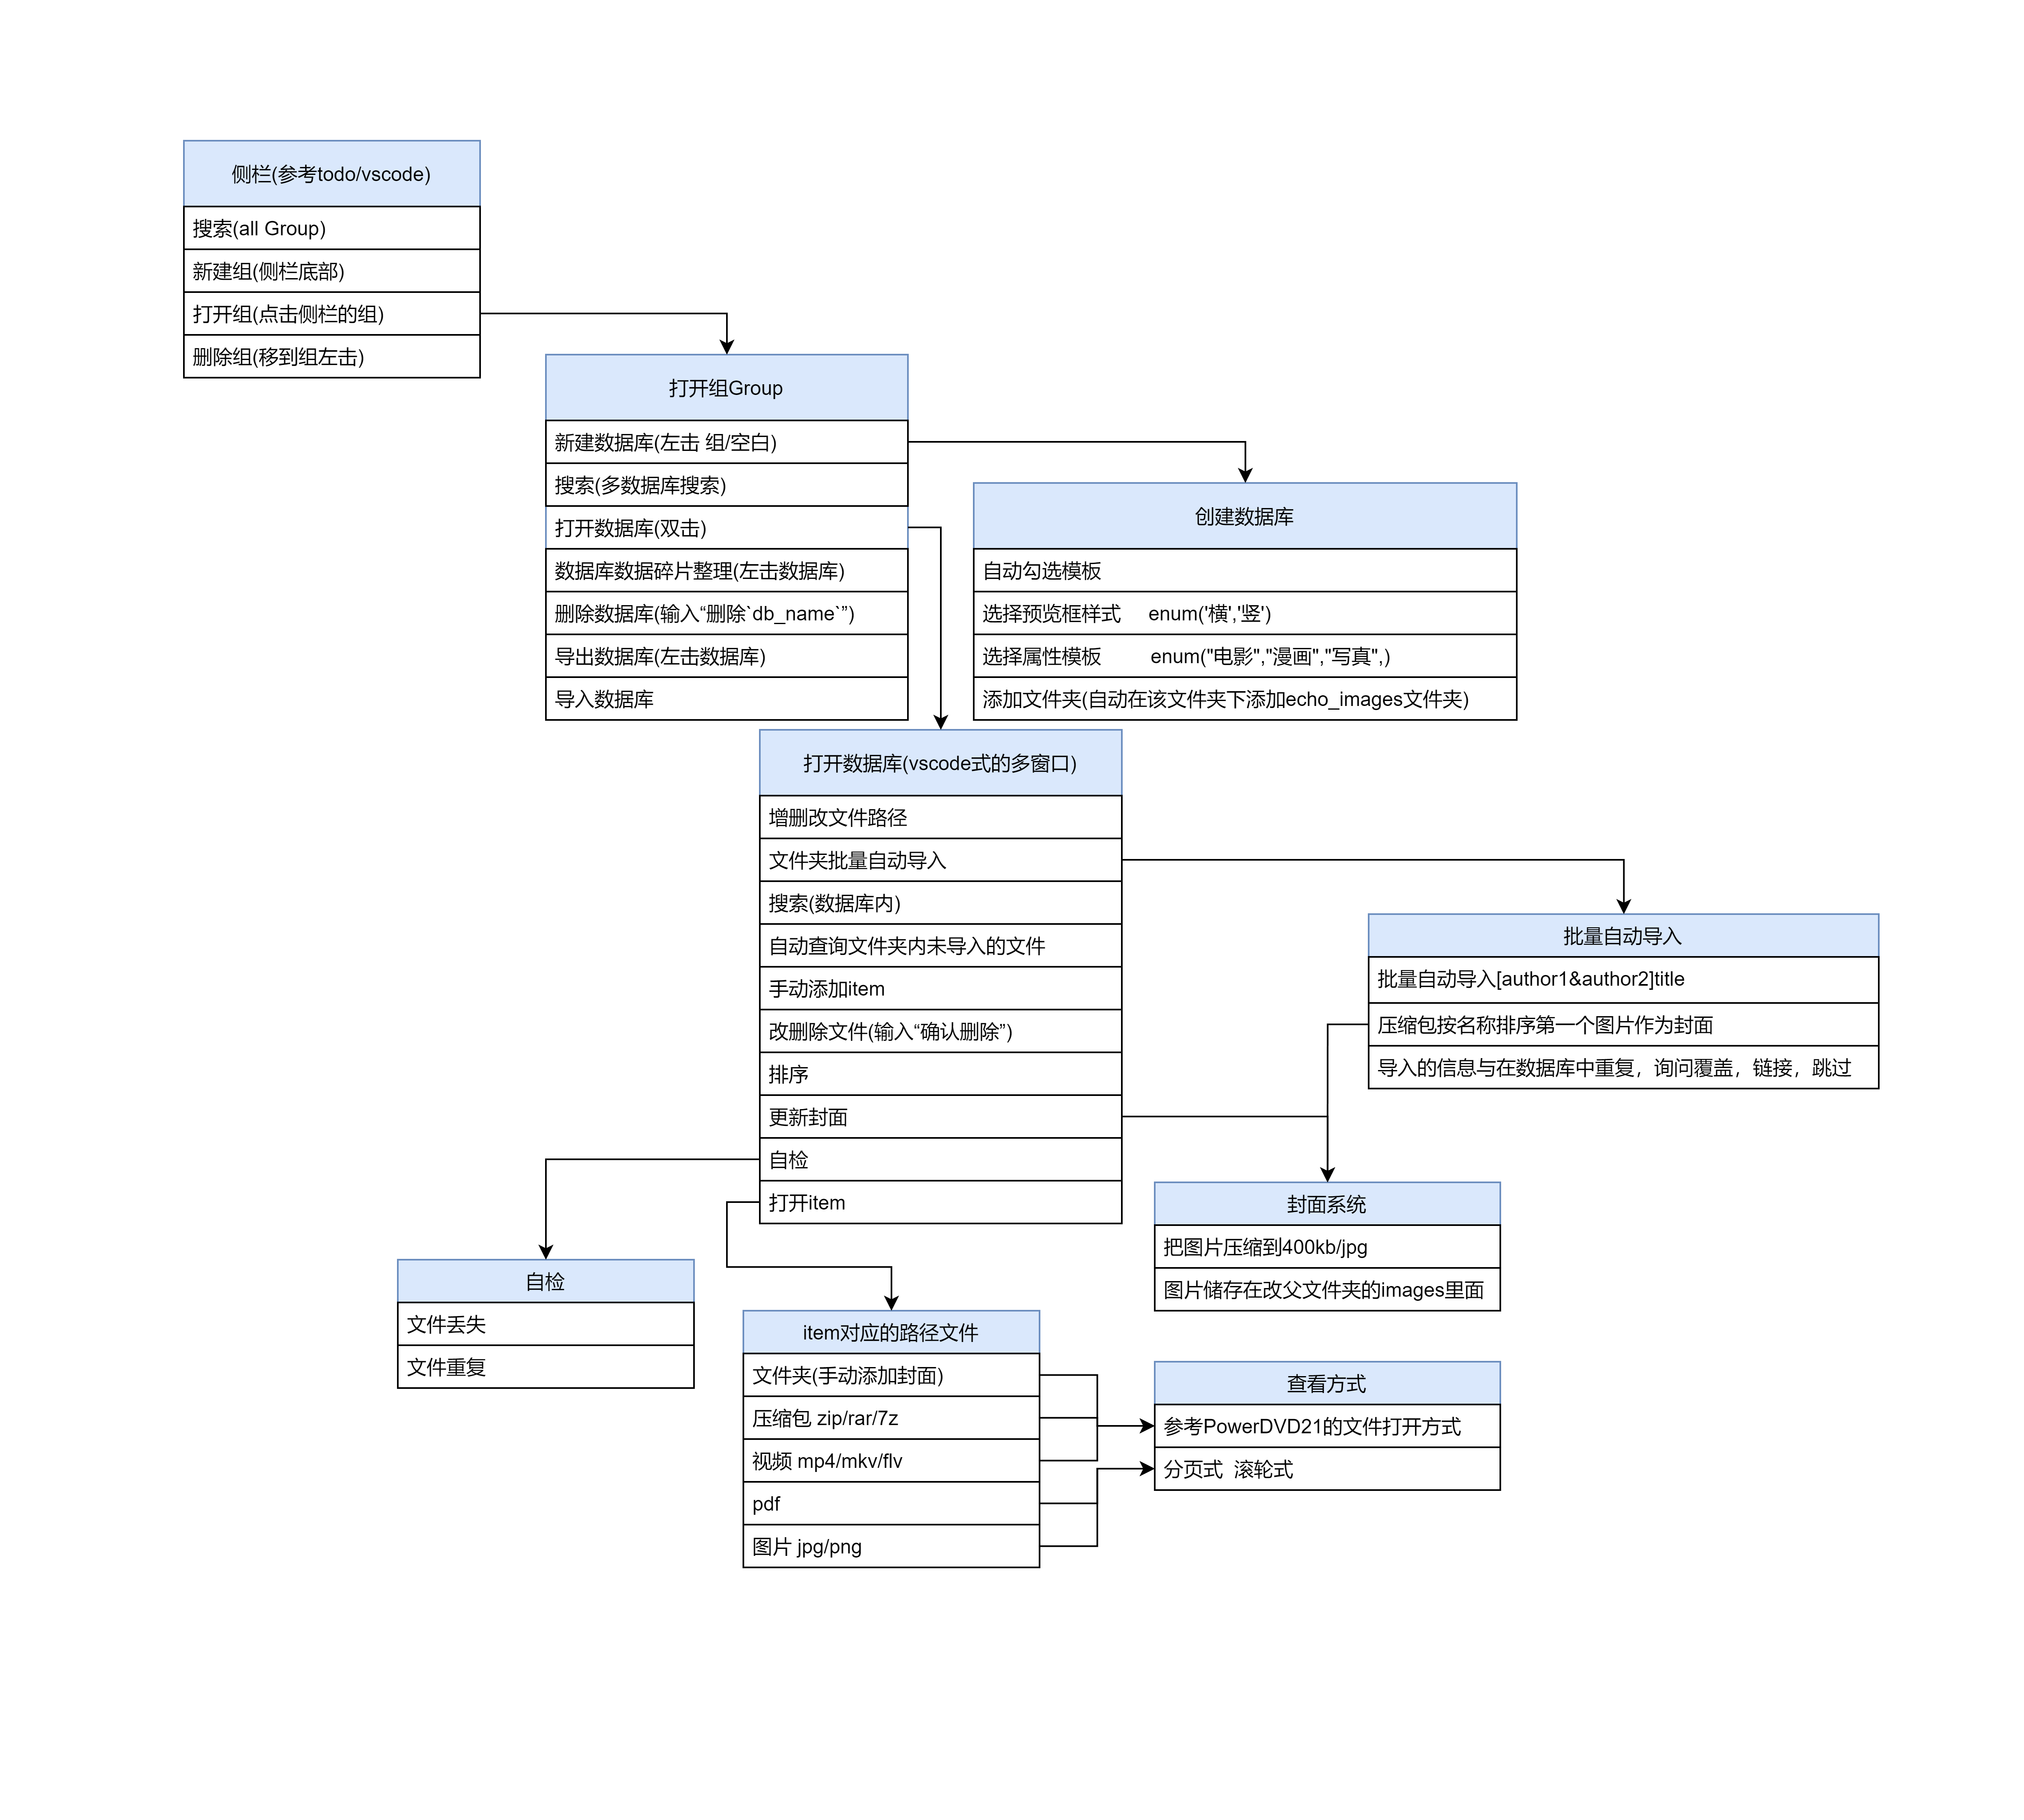 侧栏(参考todo/vscode)
搜索(all Group)
新建组(侧栏底部)
打开组(点击侧栏的组)
删除组(移到组左击)
打开组Group
新建数据库(左击 组/空白)
搜索(多数据库搜索)
打开数据库(双击)
数据库数据碎片整理(左击数据库)
删除数据库(输入“删除`db_name`”)
导出数据库(左击数据库)
导入数据库
创建数据库
自动勾选模板
选择预览框样式 enum('横','竖')
选择属性模板 enum("电影","漫画","写真",)
添加文件夹(自动在该文件夹下添加echo_images文件夹)
打开数据库(vscode式的多窗口)
增删改文件路径
文件夹批量自动导入
搜索(数据库内)
自动查询文件夹内未导入的文件
手动添加item
改删除文件(输入“确认删除”)
排序
更新封面
自检
打开item
批量自动导入
批量自动导入[author1&author2]title
压缩包按名称排序第一个图片作为封面
导入的信息与在数据库中重复，询问覆盖，链接，跳过
封面系统
把图片压缩到400kb/jpg
图片储存在改父文件夹的images里面
自检
文件丢失
文件重复
item对应的路径文件
文件夹(手动添加封面)
压缩包 zip/rar/7z
视频 mp4/mkv/flv
pdf
图片 jpg/png
查看方式
参考PowerDVD21的文件打开方式
分页式 滚轮式